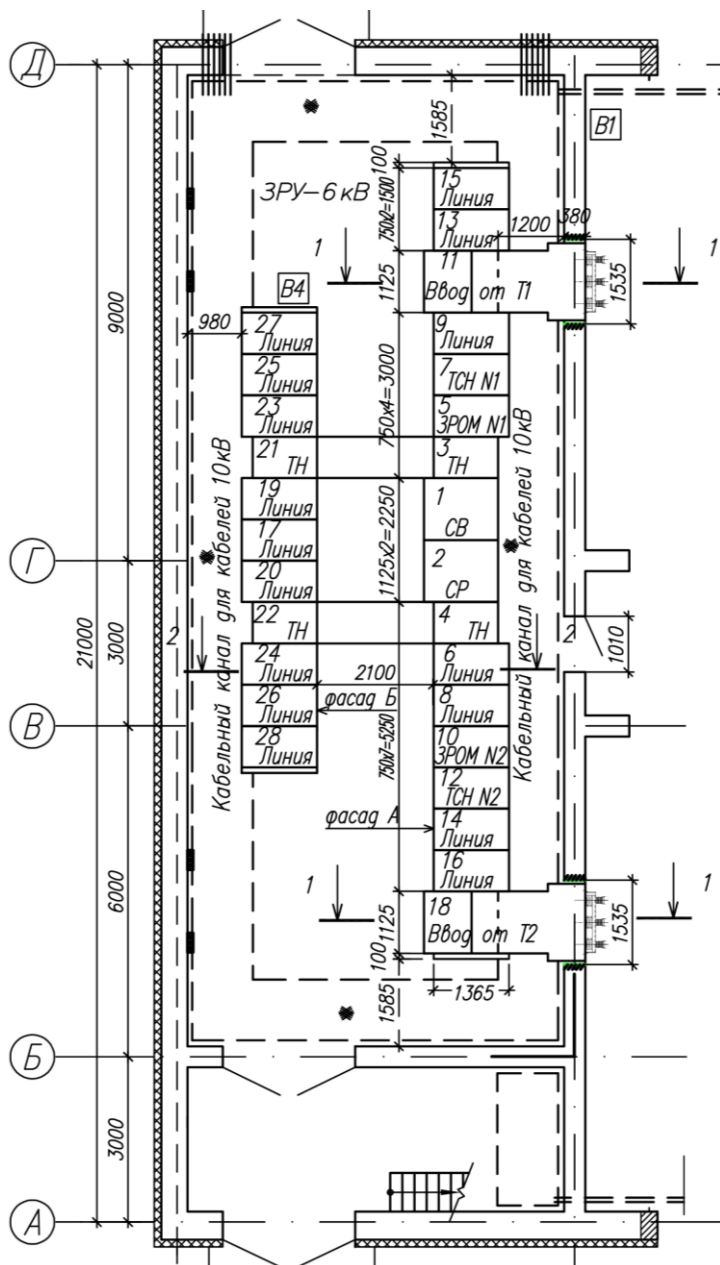 Д
В1
1585
100
15
Линия
ЗРУ-6 кВ
750х2=1500
13
Линия
1200
380
1
11
1
Ввод от Т1
1125
1535
В4
9000
980
27
Линия
9
Линия
25
Линия
7
ТСН N1
750х4=3000
23
Линия
5
ЗРОМ N1
21
ТН
3
ТН
19
Линия
1
СВ
17
Линия
1125х2=2250
Г
20
Линия
2
СР
Кабельный канал для кабелей 10кВ
Кабельный канал для кабелей 10кВ
22
ТН
4
ТН
2
2
1010
21000
3000
24
Линия
2100
6
Линия
26
Линия
фасад Б
8
Линия
В
28
Линия
750х7=5250
10
ЗРОМ N2
12
ТСН N2
фасад А
14
Линия
6000
16
Линия
1
1
18
Ввод от Т2
1125
1535
100
1365
1585
Б
3000
А